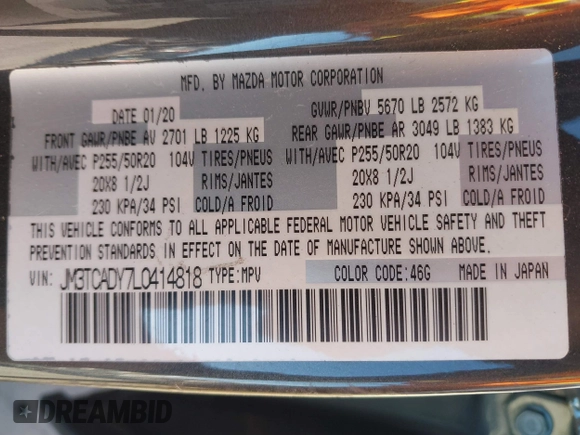 MFD. BY MAZDA MOTOR CORPORATION
DATE 01/20 GVWR/PNBV 5670 LB 2572 KG
FRONT GAWR/PNBE AV 2701 LB 1225 KG REAR GAWR/PNBE AR 3049 LB 1383 KG
WITH/AVEC P255/50R20 104V TIRES/PNEUS WITH/AVEC P255/50R20 104V TIRES/PNEUS
20X8 1/2J RIMS/JANTES 20X8 1/2J RIMS/JANTES
230 KPA/34 PSI COLD/A FROID 230 KPA/34 PSI COLD/A FROID
THIS VEHICLE CONFORMS TO ALL APPLICABLE FEDERAL MOTOR VEHICLE SAFETY AND THEFT
PREVENTION STANDARDS IN EFFECT ON THE DATE OF MANUFACTURE SHOWN ABOVE.
VIN: JM3TCADY7L0414818 TYPE:MPV COLOR CODE:46G MADE IN JAPAN
DREAMBID